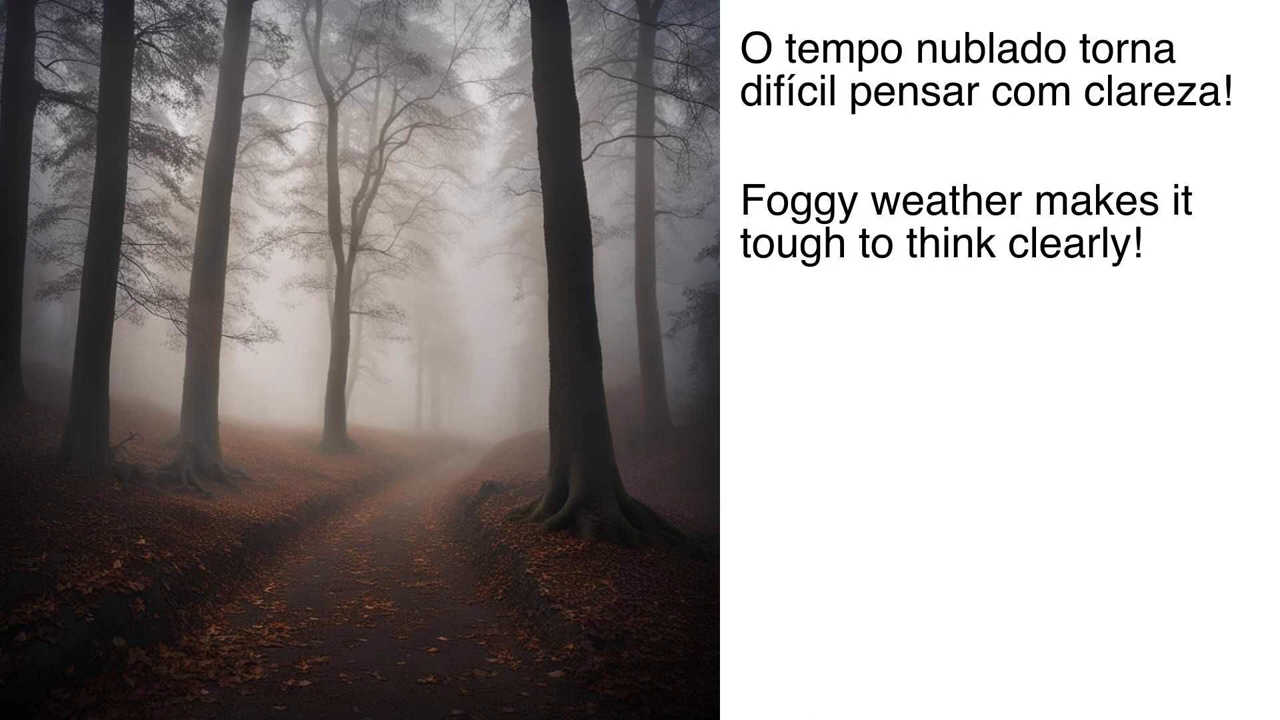 O tempo nublado torna
difícil pensar com clareza!
Foggy weather makes it
tough to think clearly!